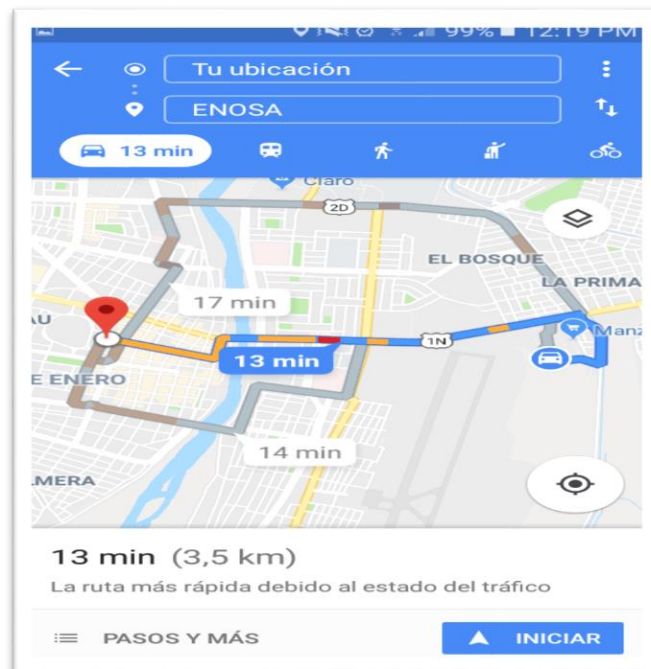 99% 12:19 PM
Tu ubicación
ENOSA
13 min
Claro
2D
EL BOSQUE
LA PRIMA
17 min
AU
Manz
1N
13 min
E ENERO
14 min
LMERA
13 min (3,5 km)
La ruta más rápida debido al estado del tráfico
PASOS Y MÁS
INICIAR